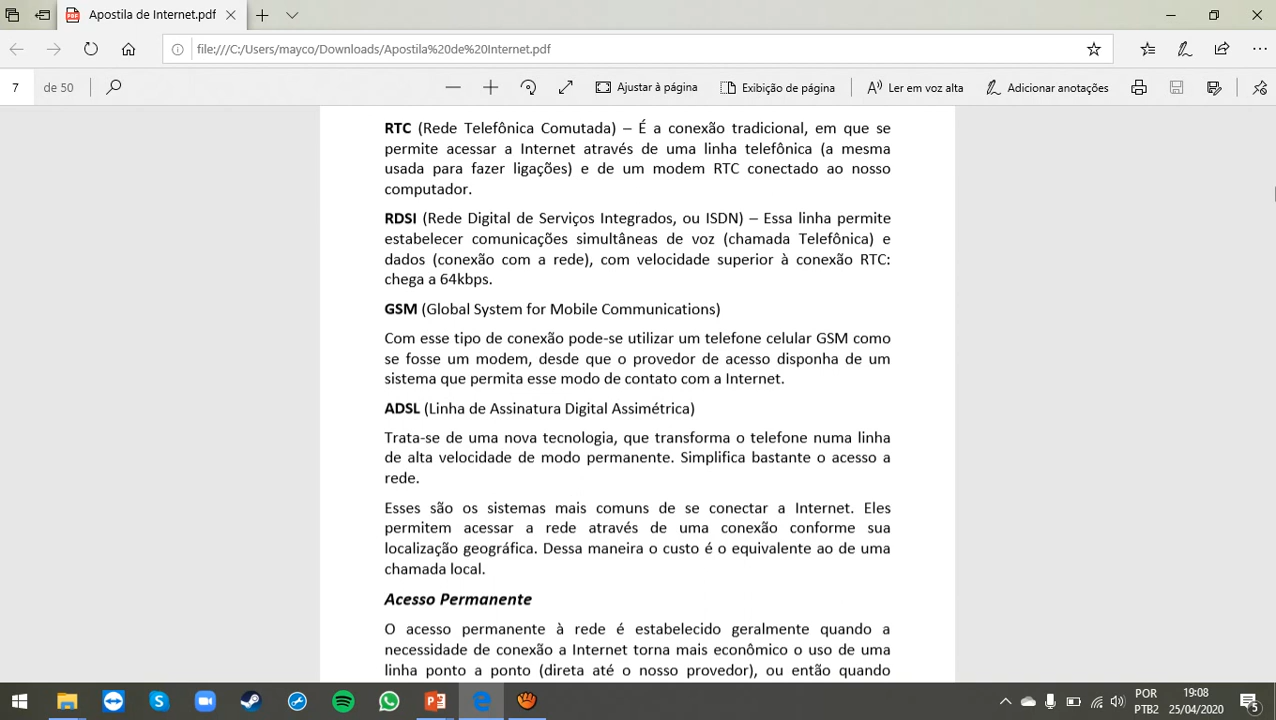 Apostila de Internet.pdf
file:///C:/Users/mayco/Downloads/Apostila%20de%20Internet.pdf
7 de 50
Ajustar à página
Exibição de página
Ler em voz alta
Adicionar anotações
RTC (Rede Telefônica Comutada) – É a conexão tradicional, em que se
permite acessar a Internet através de uma linha telefônica (a mesma
usada para fazer ligações) e de um modem RTC conectado ao nosso
computador.
RDSI (Rede Digital de Serviços Integrados, ou ISDN) – Essa linha permite
estabelecer comunicações simultâneas de voz (chamada Telefônica) e
dados (conexão com a rede), com velocidade superior à conexão RTC:
chega a 64kbps.
GSM (Global System for Mobile Communications)
Com esse tipo de conexão pode-se utilizar um telefone celular GSM como
se fosse um modem, desde que o provedor de acesso disponha de um
sistema que permita esse modo de contato com a Internet.
ADSL (Linha de Assinatura Digital Assimétrica)
Trata-se de uma nova tecnologia, que transforma o telefone numa linha
de alta velocidade de modo permanente. Simplifica bastante o acesso a
rede.
Esses são os sistemas mais comuns de se conectar a Internet. Eles
permitem acessar a rede através de uma conexão conforme sua
localização geográfica. Dessa maneira o custo é o equivalente ao de uma
chamada local.
Acesso Permanente
O acesso permanente à rede é estabelecido geralmente quando a
necessidade de conexão a Internet torna mais econômico o uso de uma
linha ponto a ponto (direta até o nosso provedor), ou então quando
POR
PTB2
19:08
25/04/2020
5